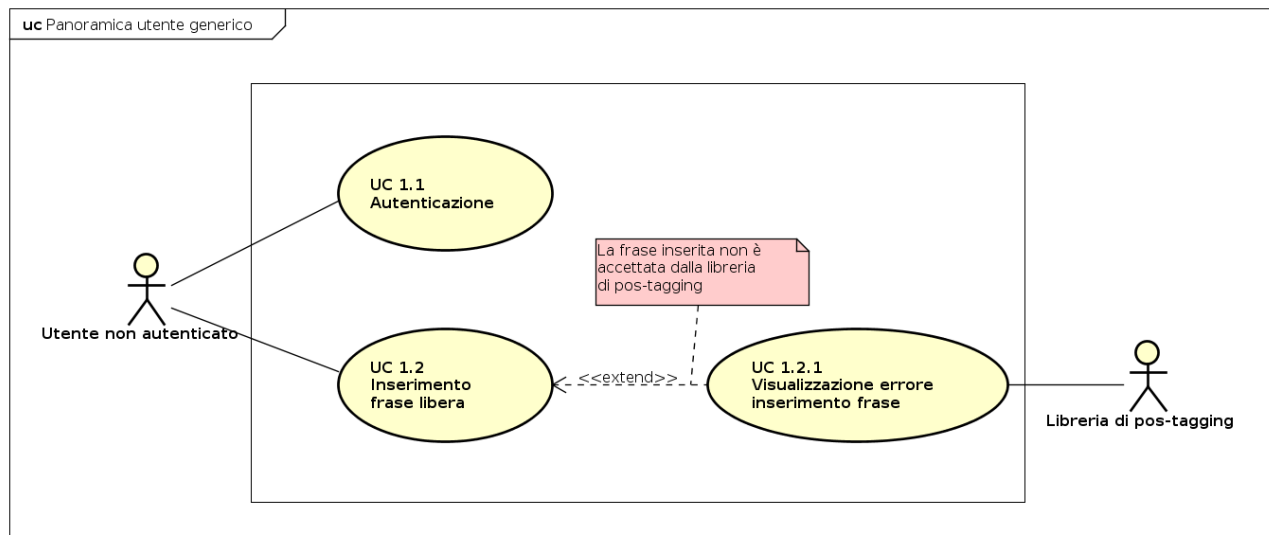 uc Panoramica utente generico
UC 1.1
Autenticazione
La frase inserita non è
accettata dalla libreria
di pos-tagging
Utente non autenticato
UC 1.2
Inserimento
frase libera
<<extend>>
UC 1.2.1
Visualizzazione errore
inserimento frase
Libreria di pos-tagging